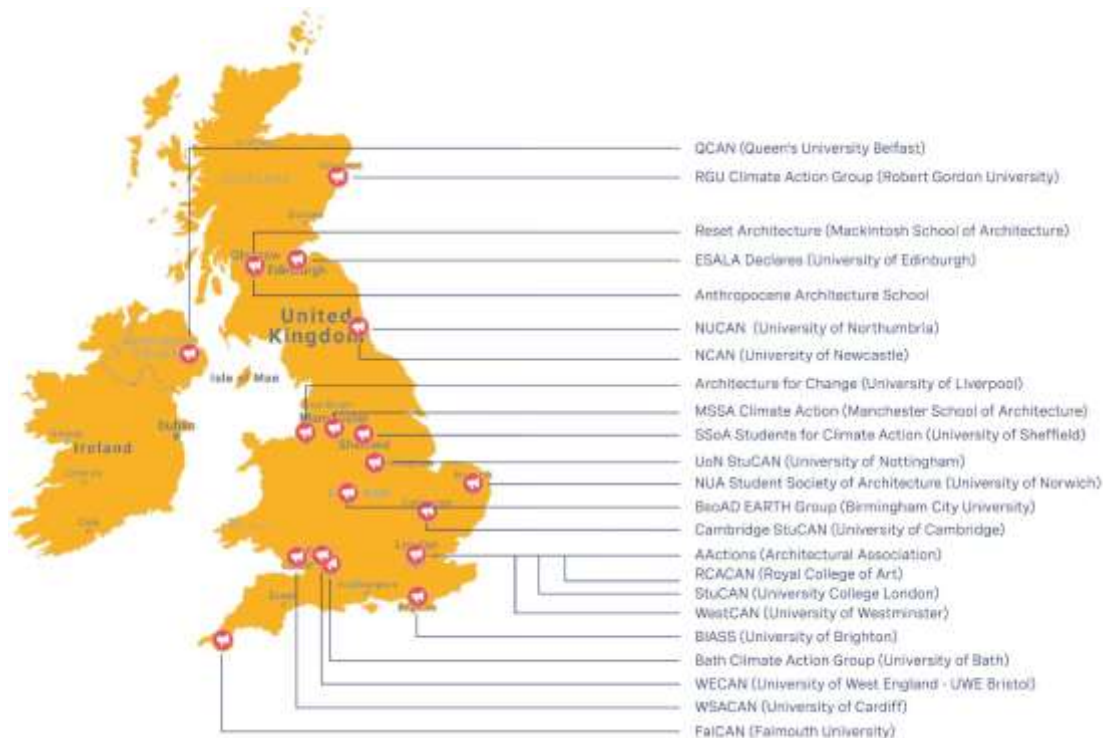 QCAN (Queen's University Belfast)
RGU Climate Action Group (Robert Gordon University)
Reset Architecture (Mackintosh School of Architecture)
ESALA Declares (University of Edinburgh)
Anthropocene Architecture School
NUCAN (University of Northumbria)
NCAN (University of Newcastle)
Architecture for Change (University of Liverpool)
MSSA Climate Action (Manchester School of Architecture)
SSoA Students for Climate Action (University of Sheffield)
UoN StuCAN (University of Nottingham)
NUA Student Society of Architecture (University of Norwich)
BsoAD EARTH Group (Birmingham City University)
Cambridge StuCAN (University of Cambridge)
AActions (Architectural Association)
RCACAN (Royal College of Art)
StuCAN (University College London)
WestCAN (University of Westminster)
BIASS (University of Brighton)
Bath Climate Action Group (University of Bath)
WECAN (University of West England - UWE Bristol)
WSACAN (University of Cardiff)
FalCAN (Falmouth University)
Edinburgh
United
Kingdom
Isle of Man
Dublin
Ireland
Sheffield